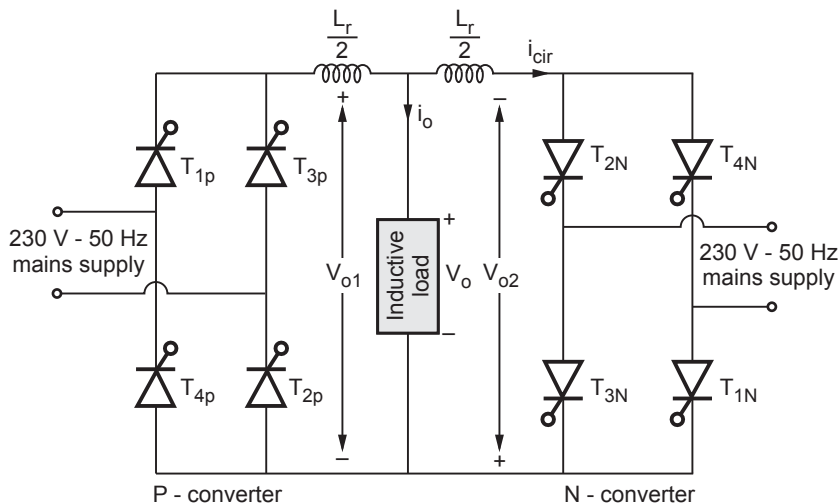 L_r/2
L_r/2
i_cir
+
–
i_o
T_1p
T_3p
T_2N
T_4N
230 V - 50 Hz
mains supply
V_o1
Inductive
load
+
V_o
–
V_o2
230 V - 50 Hz
mains supply
T_4p
T_2p
T_3N
T_1N
–
+
P - converter
N - converter